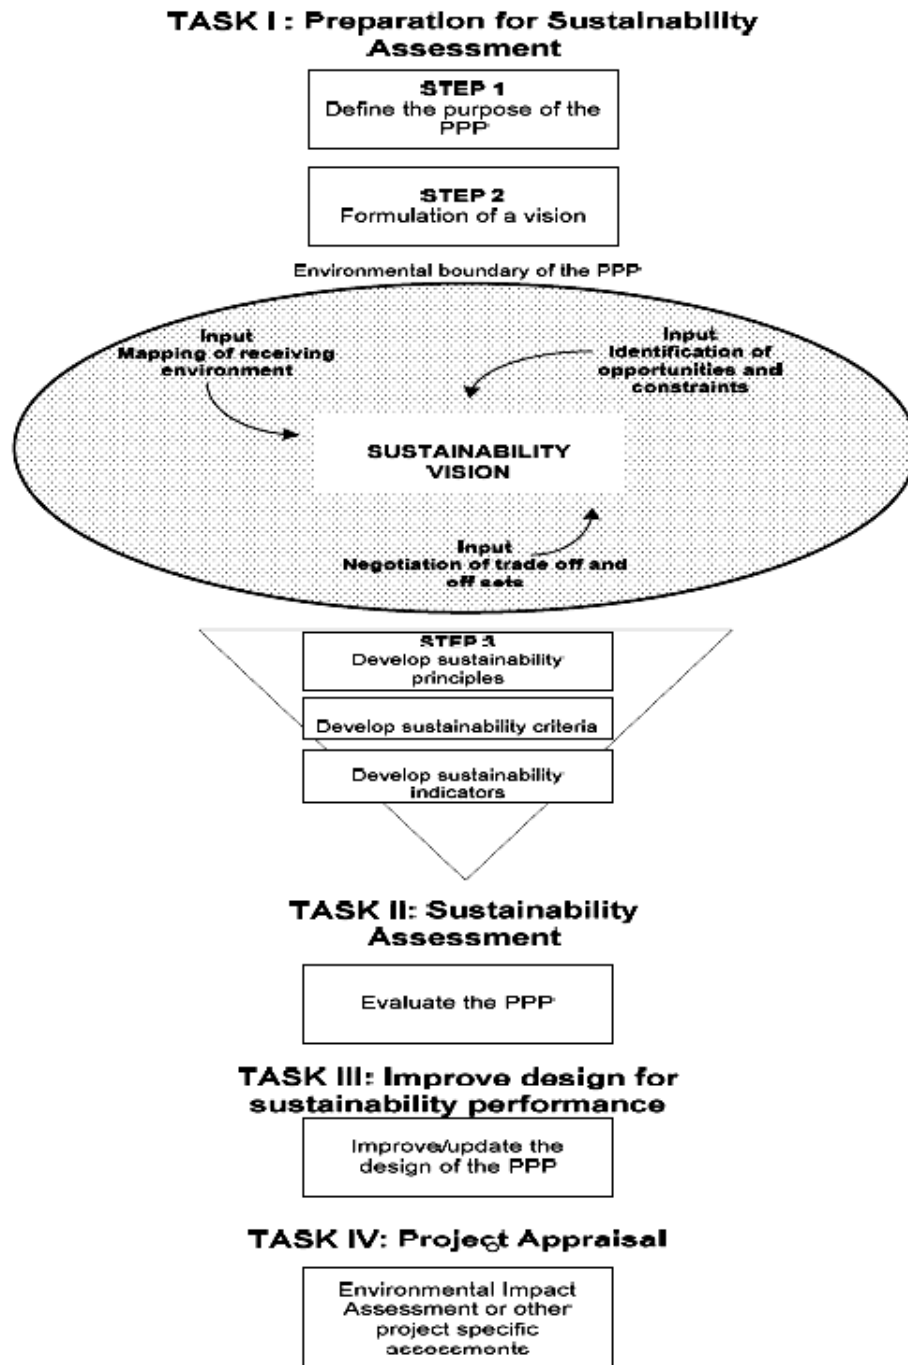 TASK I : Preparation for Sustainability
Assessment
STEP 1
Define the purpose of the
PPP
STEP 2
Formulation of a vision
Environmental boundary of the PPP
Input
Mapping of receiving
environment
Input
Identification of
opportunities and
constraints
SUSTAINABILITY
VISION
Input
Negotiation of trade off and
off sets
STEP 3
Develop sustainability
principles
Develop sustainability criteria
Develop sustainability
indicators
TASK II: Sustainability
Assessment
Evaluate the PPP
TASK III: Improve design for
sustainability performance
Improve/update the
design of the PPP
TASK IV: Project Appraisal
Environmental Impact
Assessment or other
project specific
assessments